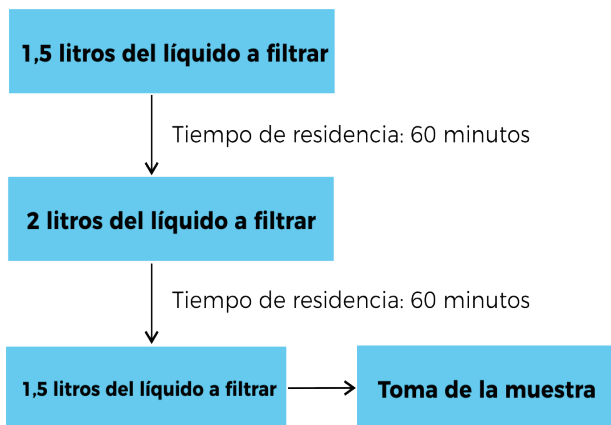 1,5 litros del líquido a filtrar
Tiempo de residencia: 60 minutos
2 litros del líquido a filtrar
Tiempo de residencia: 60 minutos
1,5 litros del líquido a filtrar
Toma de la muestra